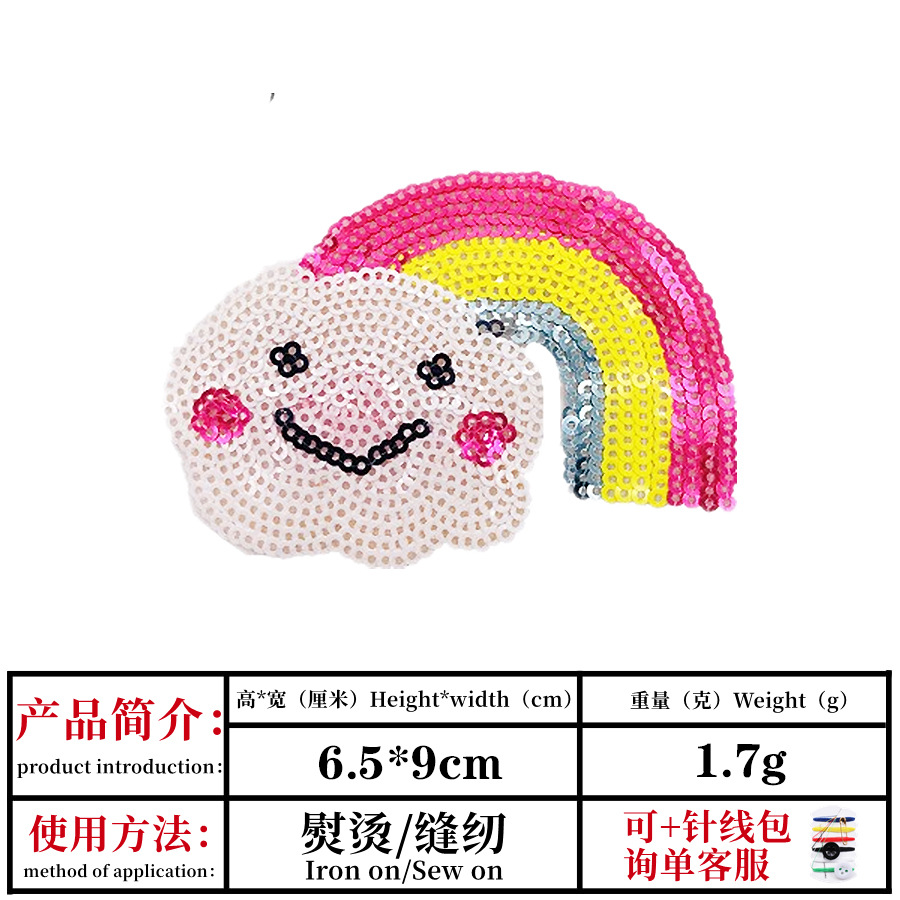 产品简介：
product introduction:
高*宽（厘米）Height*width（cm）
重量（克）Weight（g）
6.5*9cm
1.7g
使用方法：
method of application：
熨烫/缝纫
Iron on/Sew on
可+针线包
询单客服